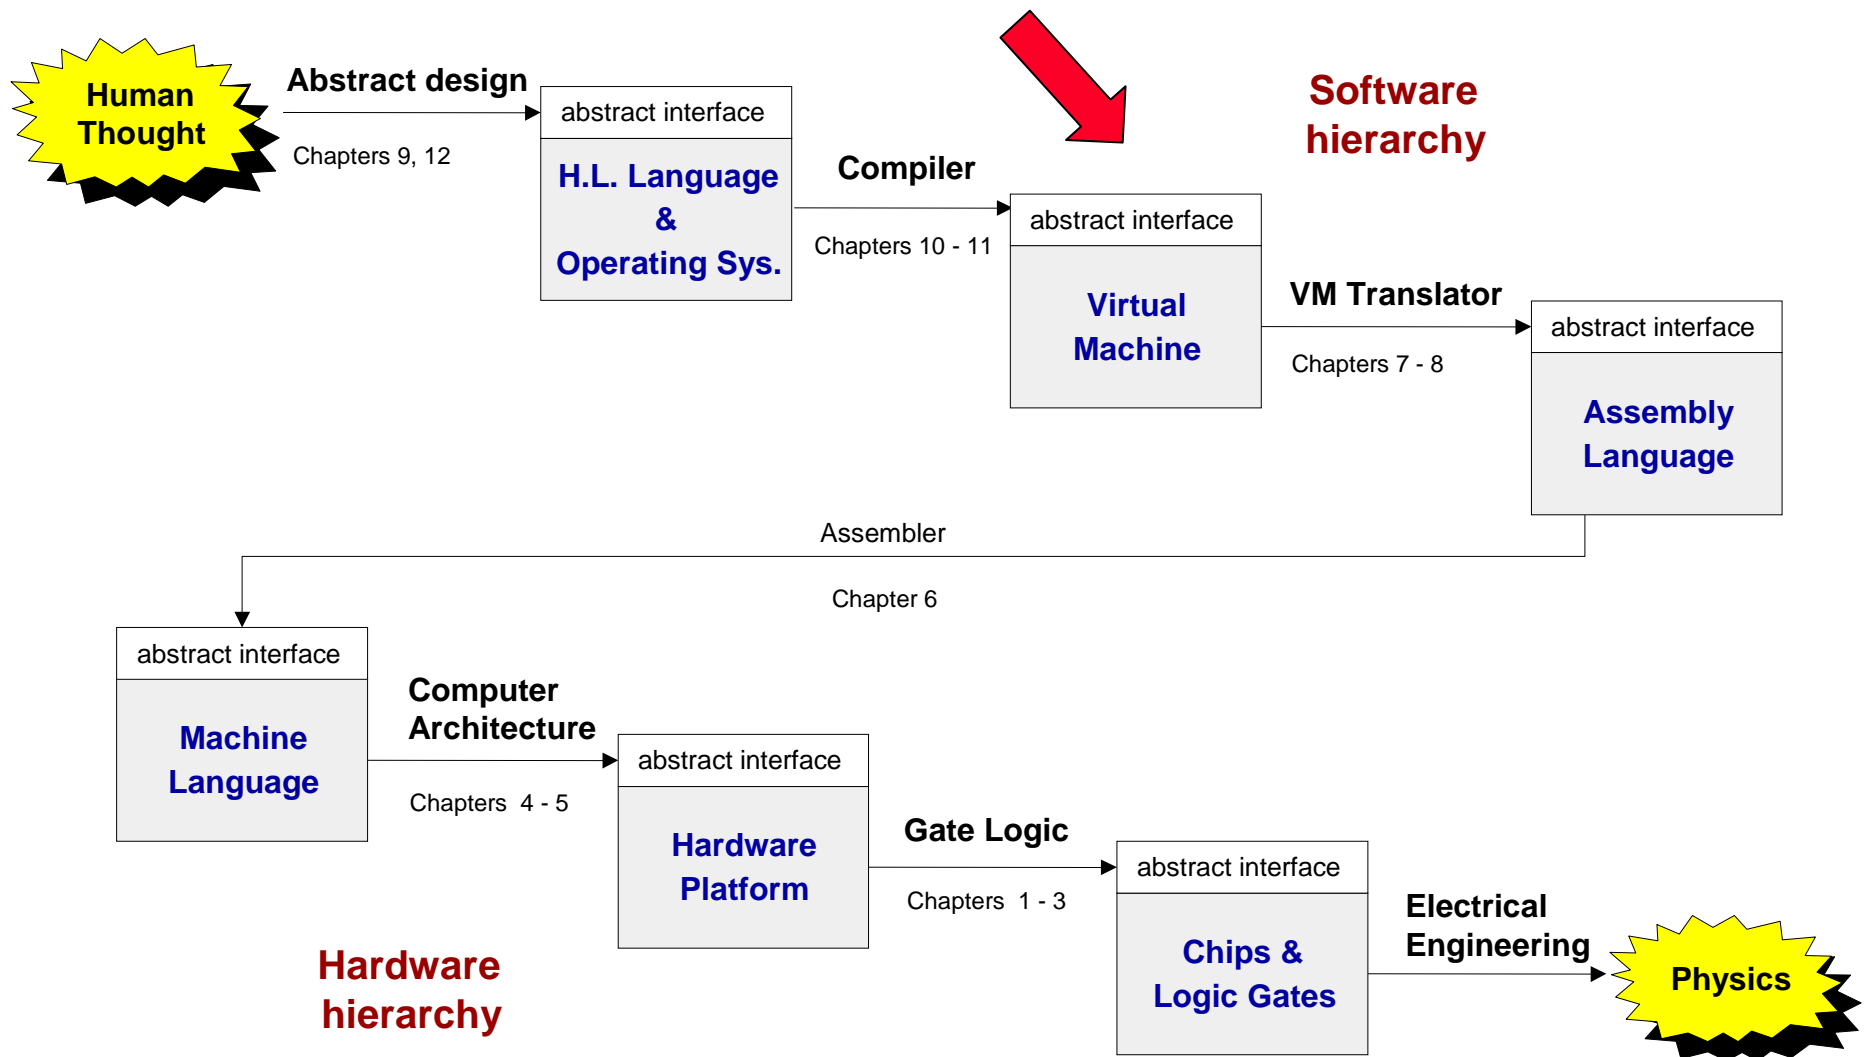 Human
Thought
Abstract design
Chapters 9, 12
abstract interface
H.L. Language
&
Operating Sys.
Compiler
Chapters 10 - 11
Software
hierarchy
abstract interface
Virtual
Machine
VM Translator
Chapters 7 - 8
abstract interface
Assembly
Language
Assembler
Chapter 6
abstract interface
Machine
Language
Computer
Architecture
Chapters 4 - 5
abstract interface
Hardware
Platform
Gate Logic
Chapters 1 - 3
abstract interface
Chips &
Logic Gates
Electrical
Engineering
Physics
Hardware
hierarchy